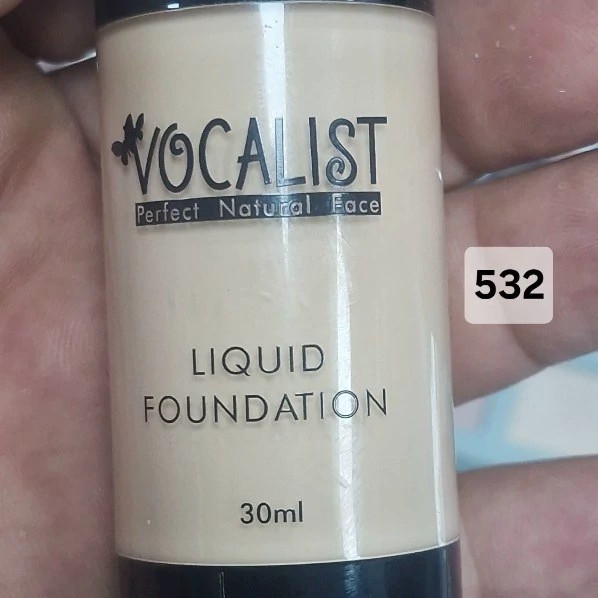 VOCALIST
Perfect Natural Face
532
LIQUID
FOUNDATION
30ml